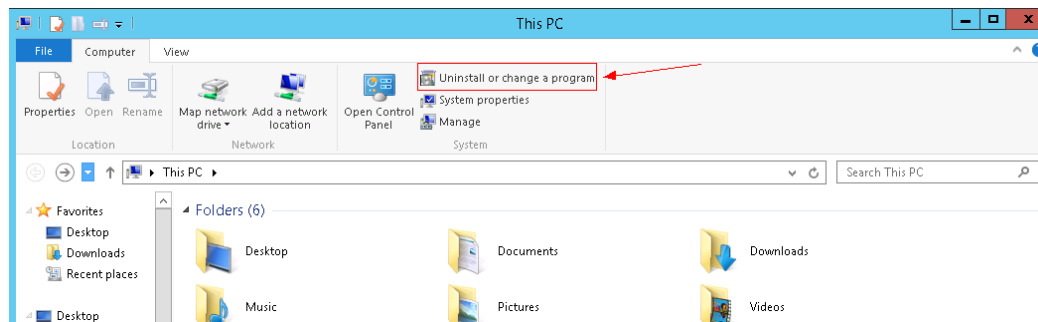 This PC
File Computer View
Uninstall or change a program
System properties
Manage
Properties Open Rename
Map network drive
Add a network location
Open Control Panel
Location Network System
This PC
Search This PC
Favorites
Desktop
Downloads
Recent places
Desktop
Folders (6)
Desktop Documents Downloads
Music Pictures Videos